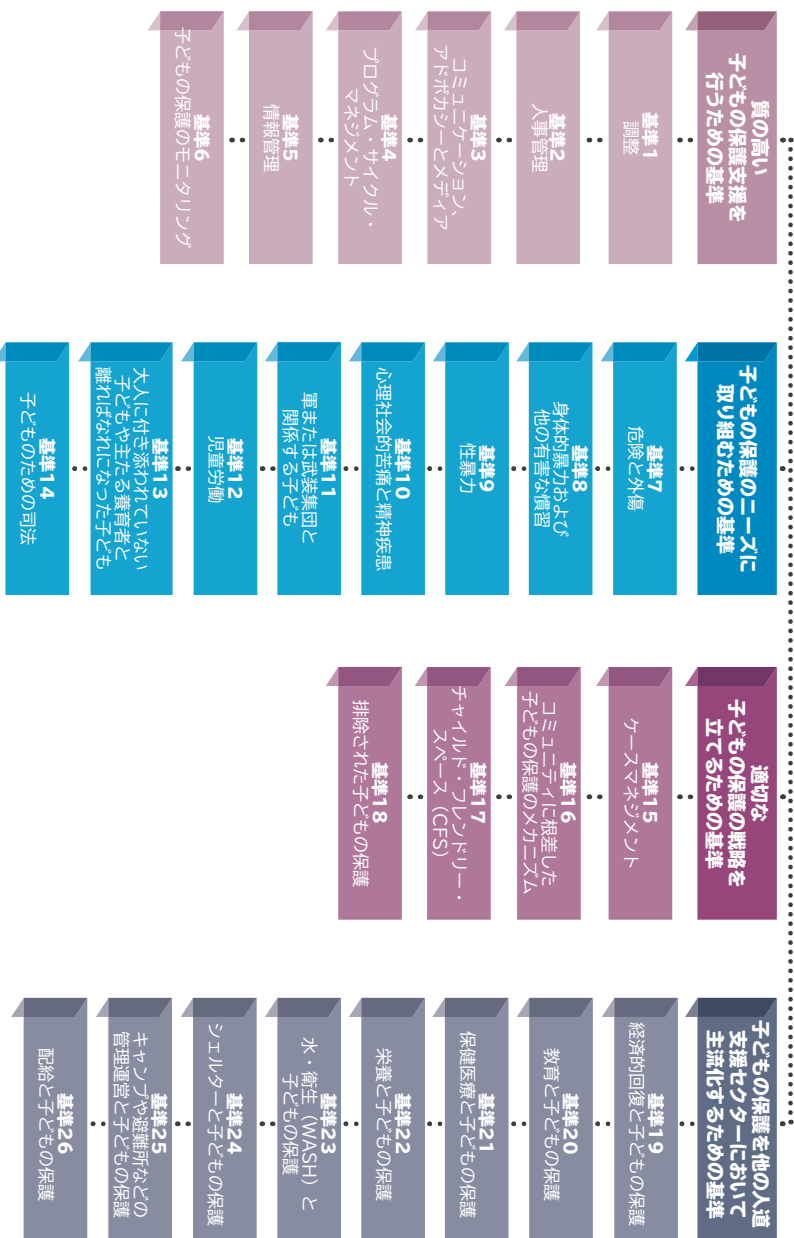 質の高い
子どもの保護支援を
行うための基準
基準1
調整
基準2
人事管理
基準3
コミュニケーション、
アドボカシーとメディア
基準4
プログラム・サイクル・
マネジメント
基準5
情報管理
基準6
子どもの保護のモニタリング
子どもの保護のニーズに
取り組むための基準
基準7
危険と外傷
基準8
身体的暴力および
他の有害な慣習
基準9
性暴力
基準10
心理社会的苦痛と精神疾患
基準11
軍または武装集団と
関係する子ども
基準12
児童労働
基準13
大人に付き添われていない
子どもや主たる養育者と
離ればなれになった子ども
基準14
子どものための司法
適切な
子どもの保護の戦略を
立てるための基準
基準15
ケースマネジメント
基準16
コミュニティに根差した
子どもの保護のメカニズム
基準17
チャイルド・フレンドリー・
スペース（CFS）
基準18
排除された子どもの保護
子どもの保護を他の人道
支援セクターにおいて
主流化するための基準
基準19
経済的回復と子どもの保護
基準20
教育と子どもの保護
基準21
保健医療と子どもの保護
基準22
栄養と子どもの保護
基準23
水・衛生（WASH）と
子どもの保護
基準24
シェルターと子どもの保護
基準25
キャンプや避難所などの
管理運営と子どもの保護
基準26
配給と子どもの保護